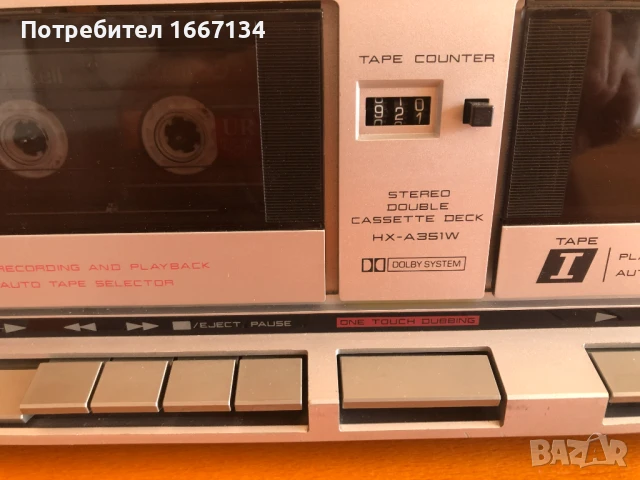 Потребител 1667134
TAPE COUNTER
STEREO
DOUBLE
CASSETTE DECK
HX-A351W
DOLBY SYSTEM
RECORDING AND PLAYBACK
AUTO TAPE SELECTOR
TAPE
I
/EJECT PAUSE
ONE TOUCH DUBBING
BAZAR